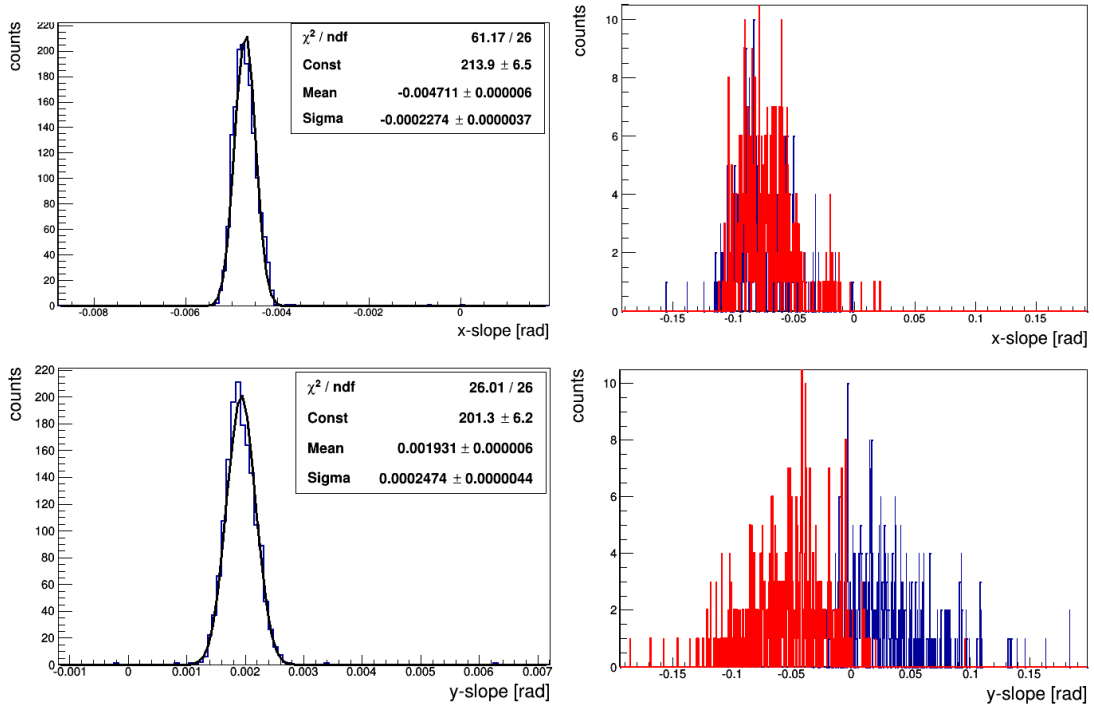 counts
220
200
180
160
140
120
100
80
60
40
20
0
χ² / ndf 61.17 / 26
Const 213.9 ± 6.5
Mean -0.004711 ± 0.000006
Sigma -0.0002274 ± 0.0000037
-0.008 -0.006 -0.004 -0.002 0
x-slope [rad]
counts
10
8
6
4
2
0
-0.15 -0.1 -0.05 0 0.05 0.1 0.15
x-slope [rad]
counts
220
200
180
160
140
120
100
80
60
40
20
0
χ² / ndf 26.01 / 26
Const 201.3 ± 6.2
Mean 0.001931 ± 0.000006
Sigma 0.0002474 ± 0.0000044
-0.001 0 0.001 0.002 0.003 0.004 0.005 0.006 0.007
y-slope [rad]
counts
10
8
6
4
2
0
-0.15 -0.1 -0.05 0 0.05 0.1 0.15
y-slope [rad]